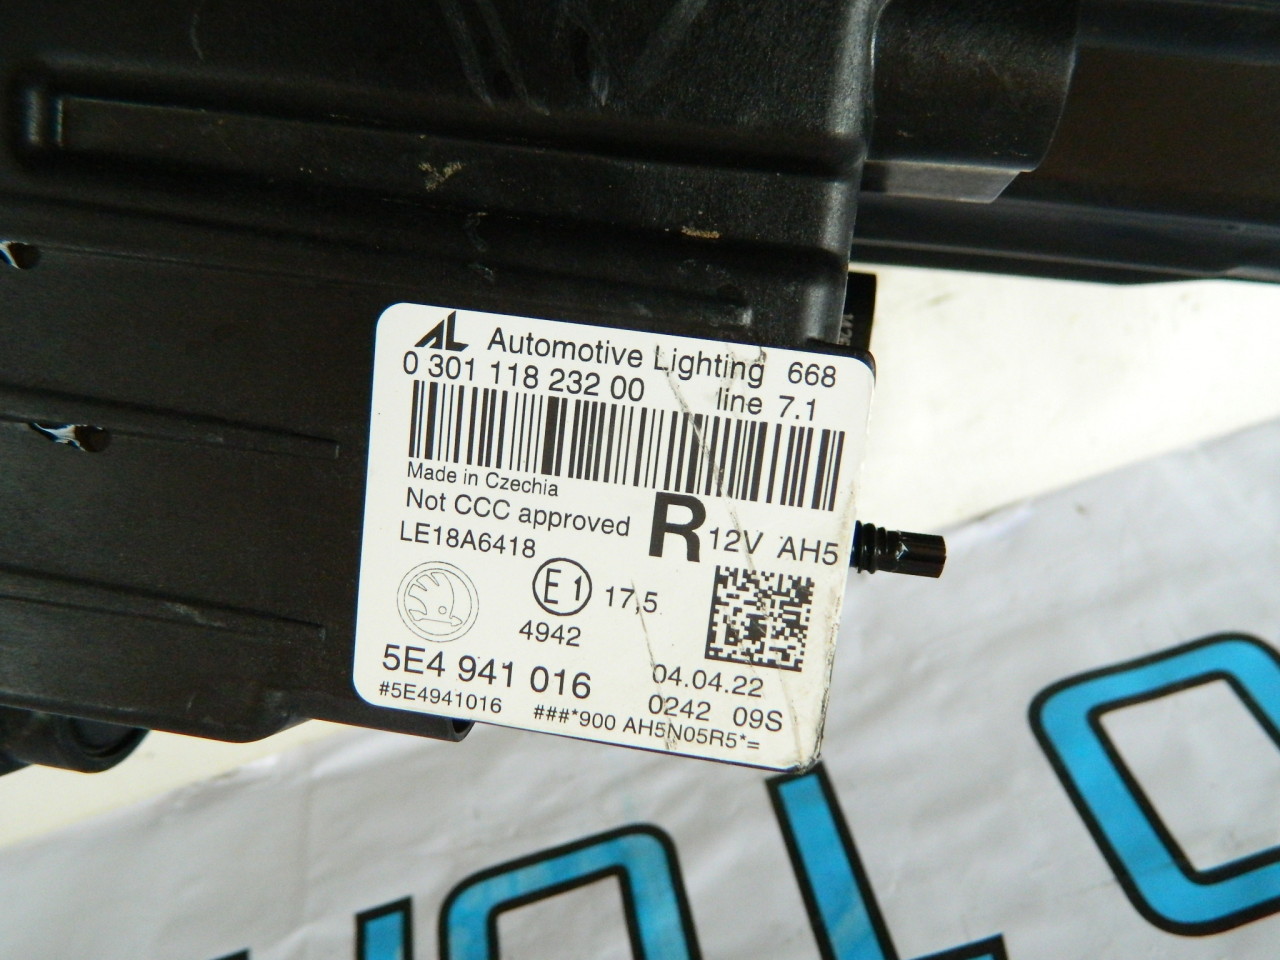 AL Automotive Lighting 668
0 301 118 232 00 line 7.1
Made in Czechia
Not CCC approved R 12V AH5
LE18A6418
E1 17,5
4942
5E4 941 016 04.04.22
#5E4941016 0242 09S
###*900 AH5N05R5*=